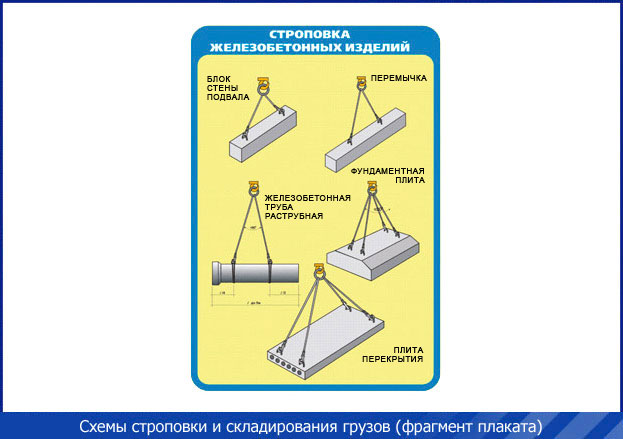 СТРОПОВКА
ЖЕЛЕЗОБЕТОННЫХ ИЗДЕЛИЙ
БЛОК
СТЕНЫ
ПОДВАЛА
ПЕРЕМЫЧКА
ФУНДАМЕНТНАЯ
ПЛИТА
ЖЕЛЕЗОБЕТОННАЯ
ТРУБА
РАСТРУБНАЯ
ПЛИТА
ПЕРЕКРЫТИЯ
Схемы строповки и складирования грузов (фрагмент плаката)